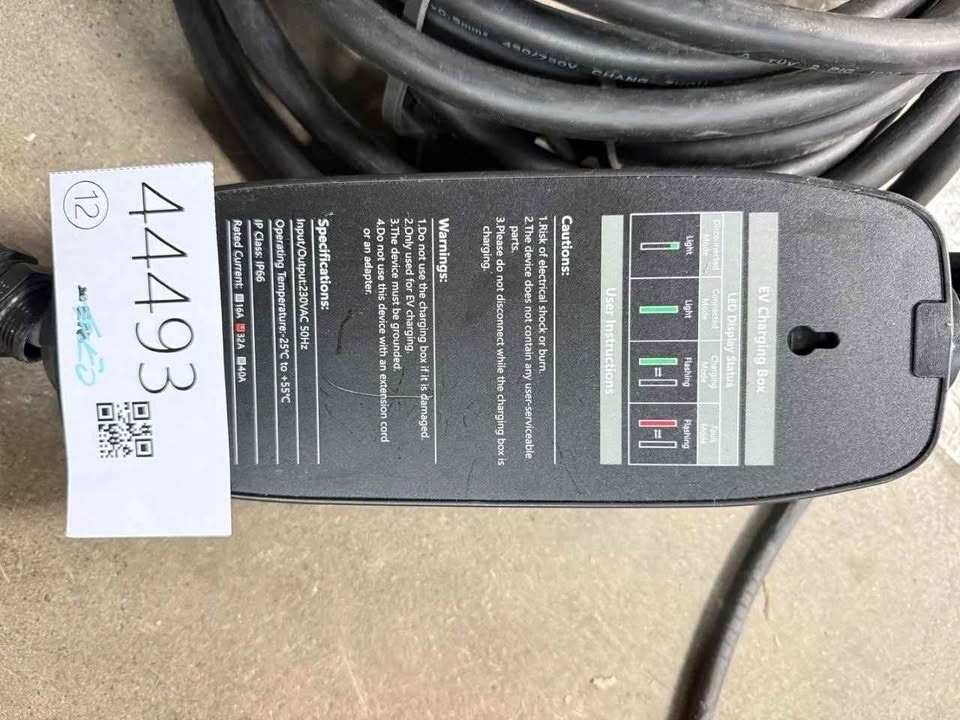 EV Charging Box
LED Display Status
Disconnected Mode
Connected Mode
Charging Mode
Fault Mode
Light
Light
Flashing
Flashing
User Instructions
Cautions:
1.Risk of electrical shock or burn.
2.The device does not contain any user-serviceable
parts.
3.Please do not disconnect while the charging box is
charging.
Warnings:
1.Do not use the charging box if it is damaged.
2.Only used for EV charging.
3.The device must be grounded.
4.Do not use this device with an extension cord
or an adapter.
Specifications:
Input/Output:230VAC 50Hz
Operating Temperature:-25℃ to +55℃
IP Class: IP66
Rated Current: 16A 32A 40A
44493
12
0.5mm² 450/750V CHANG
TUV